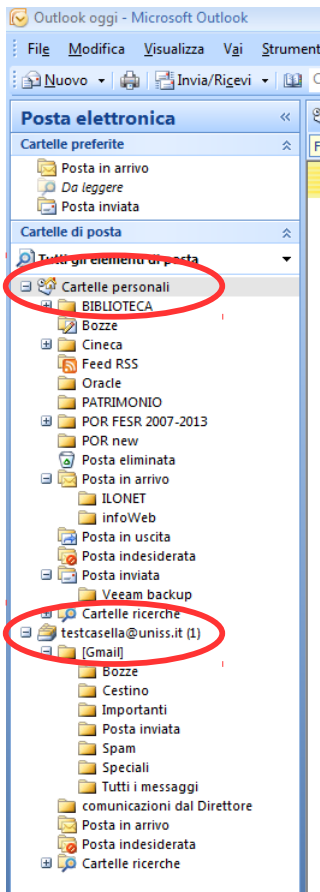 Outlook oggi - Microsoft Outlook
File Modifica Visualizza Vai Strument
Nuovo Invia/Ricevi
Posta elettronica «
Cartelle preferite
Posta in arrivo
Da leggere
Posta inviata
Cartelle di posta
Tutti gli elementi di posta
Cartelle personali
BIBLIOTECA
Bozze
Cineca
Feed RSS
Oracle
PATRIMONIO
POR FESR 2007-2013
POR new
Posta eliminata
Posta in arrivo
ILONET
infoWeb
Posta in uscita
Posta indesiderata
Posta inviata
Veeam backup
Cartelle ricerche
testcasella@uniss.it (1)
[Gmail]
Bozze
Cestino
Importanti
Posta inviata
Spam
Speciali
Tutti i messaggi
comunicazioni dal Direttore
Posta in arrivo
Posta indesiderata
Cartelle ricerche